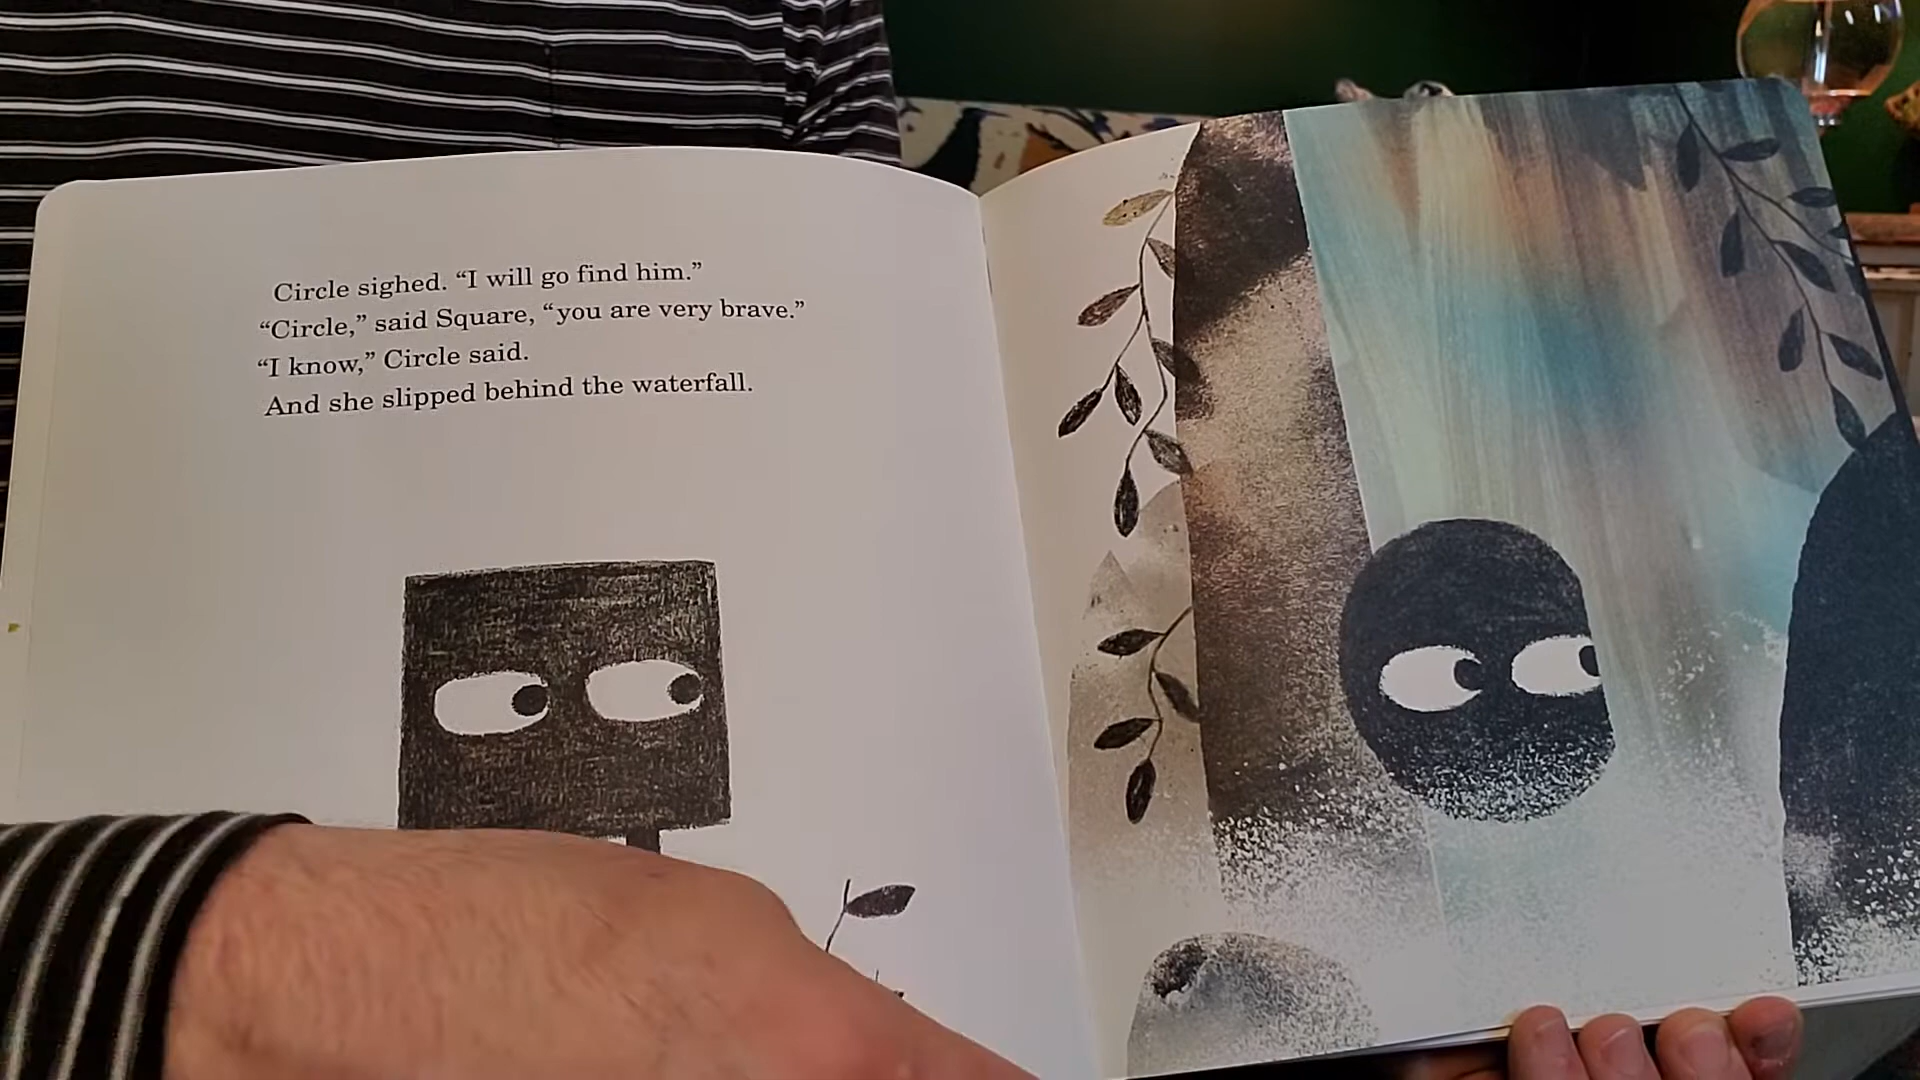 Circle sighed. “I will go find him.”
“Circle,” said Square, “you are very brave.”
“I know,” Circle said.
And she slipped behind the waterfall.